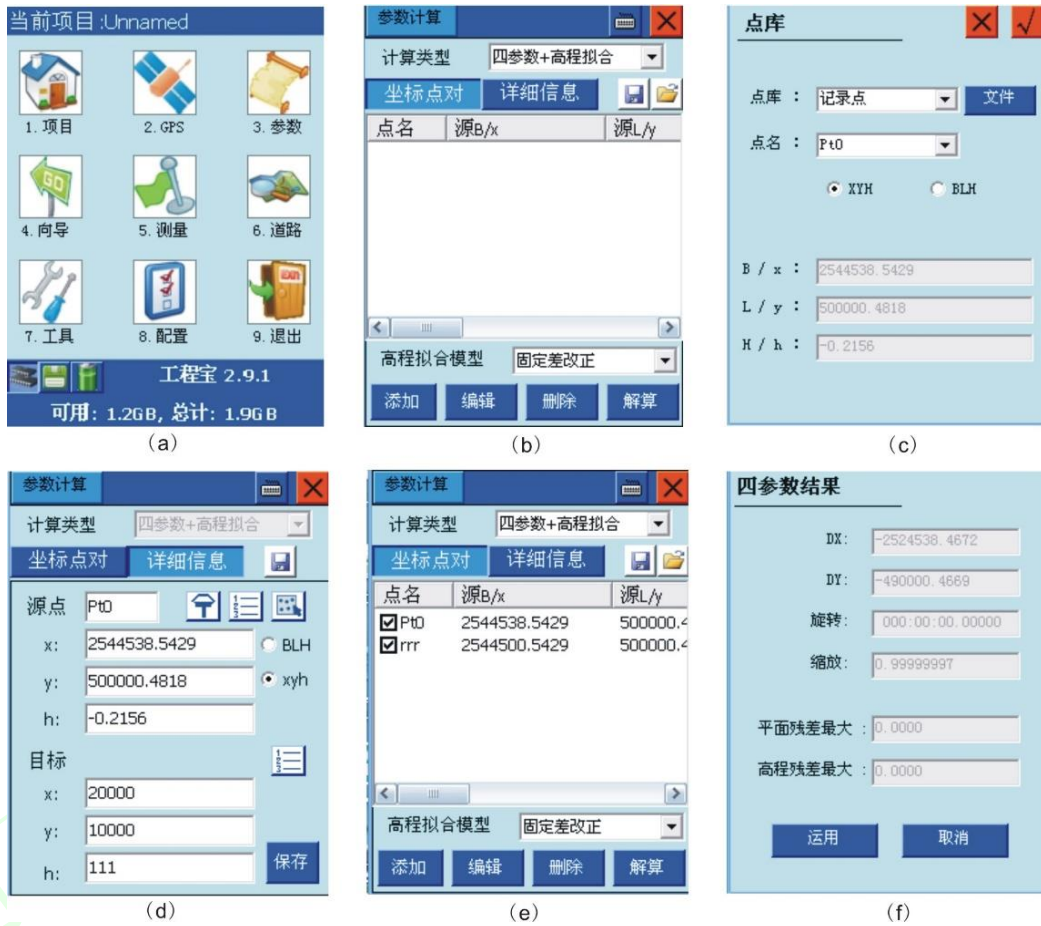 当前项目:Unnamed
1. 项目 2. GPS 3. 参数
4. 向导 5. 测量 6. 道路
GO
7. 工具 8. 配置 9. 退出
EXIT
工程宝 2.9.1
可用: 1.2GB, 总计: 1.9GB
(a)
参数计算
计算类型 四参数+高程拟合
坐标点对 详细信息
点名 源B/x 源L/y
高程拟合模型 固定差改正
添加 编辑 删除 解算
(b)
点库
点库 : 记录点 文件
点名 : Pt0
XYH BLH
B / x : 2544538.5429
L / y : 500000.4818
H / h : -0.2156
(c)
参数计算
计算类型 四参数+高程拟合
坐标点对 详细信息
源点 Pt0
x: 2544538.5429 BLH
y: 500000.4818 xyh
h: -0.2156
目标
x: 20000
y: 10000
h: 111 保存
(d)
参数计算
计算类型 四参数+高程拟合
坐标点对 详细信息
点名 源B/x 源L/y
Pt0 2544538.5429 500000.4
rrr 2544500.5429 500000.4
高程拟合模型 固定差改正
添加 编辑 删除 解算
(e)
四参数结果
DX: -2524538.4672
DY: -490000.4669
旋转: 000:00:00.00000
缩放: 0.99999997
平面残差最大 : 0.0000
高程残差最大 : 0.0000
运用 取消
(f)